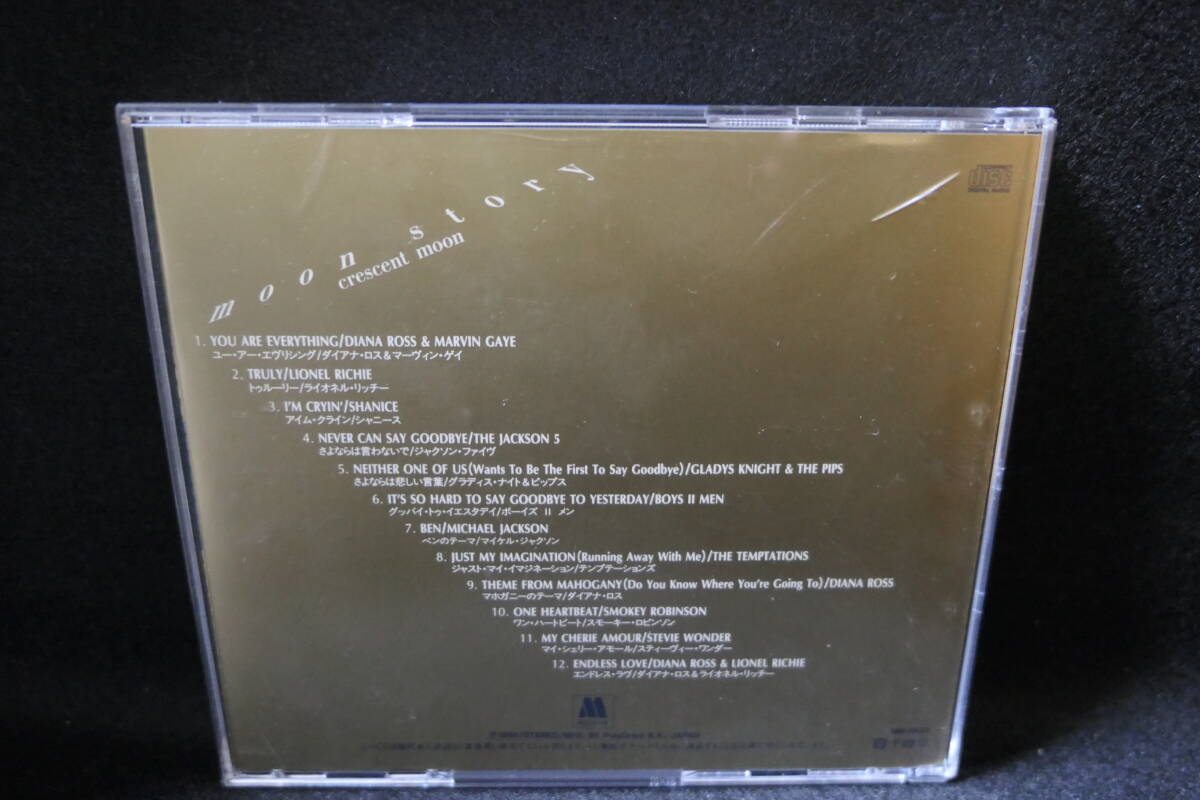 moon story
crescent moon
disc
DIGITAL AUDIO
1. YOU ARE EVERYTHING/DIANA ROSS & MARVIN GAYE
ユー・アー・エヴリシング/ダイアナ・ロス&マーヴィン・ゲイ
2. TRULY/LIONEL RICHIE
トゥルーリー/ライオネル・リッチー
3. I'M CRYIN'/SHANICE
アイム・クライン/シャニース
4. NEVER CAN SAY GOODBYE/THE JACKSON 5
さよならは言わないで/ジャクソン・ファイヴ
5. NEITHER ONE OF US(Wants To Be The First To Say Goodbye)/GLADYS KNIGHT & THE PIPS
さよならは悲しい言葉/グラディス・ナイト&ピップス
6. IT'S SO HARD TO SAY GOODBYE TO YESTERDAY/BOYS II MEN
グッバイ・トゥ・イエスタデイ/ボーイズ II メン
7. BEN/MICHAEL JACKSON
ベンのテーマ/マイケル・ジャクソン
8. JUST MY IMAGINATION(Running Away With Me)/THE TEMPTATIONS
ジャスト・マイ・イマジネーション/テンプテーションズ
9. THEME FROM MAHOGANY(Do You Know Where You're Going To)/DIANA ROSS
マホガニーのテーマ/ダイアナ・ロス
10. ONE HEARTBEAT/SMOKEY ROBINSON
ワン・ハートビート/スモーキー・ロビンソン
11. MY CHERIE AMOUR/STEVIE WONDER
マイ・シェリー・アモール/スティーヴィー・ワンダー
12. ENDLESS LOVE/DIANA ROSS & LIONEL RICHIE
エンドレス・ラヴ/ダイアナ・ロス&ライオネル・リッチー
M
STEREO/MFD. BY PolyGram K.K., JAPAN